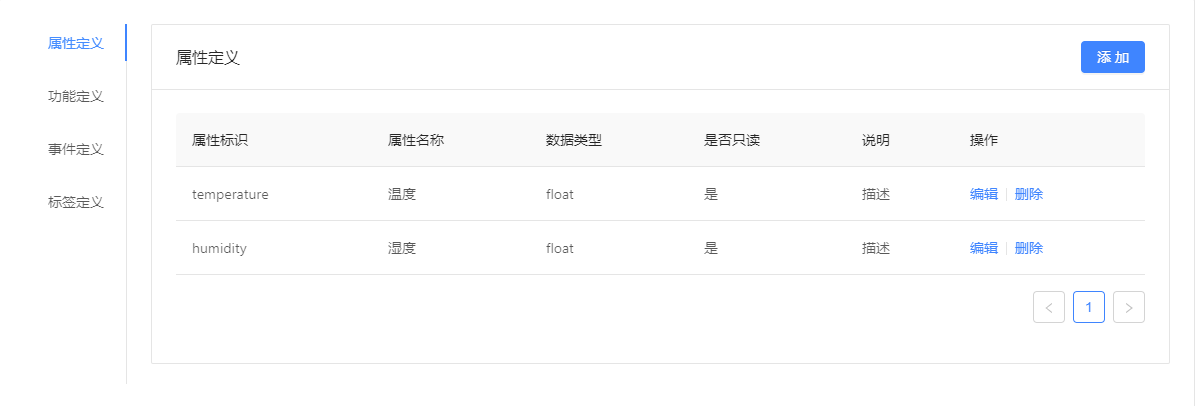 属性定义
功能定义
事件定义
标签定义
属性定义 添 加
属性标识 属性名称 数据类型 是否只读 说明 操作
temperature 温度 float 是 描述 编辑 删除
humidity 湿度 float 是 描述 编辑 删除
< 1 >